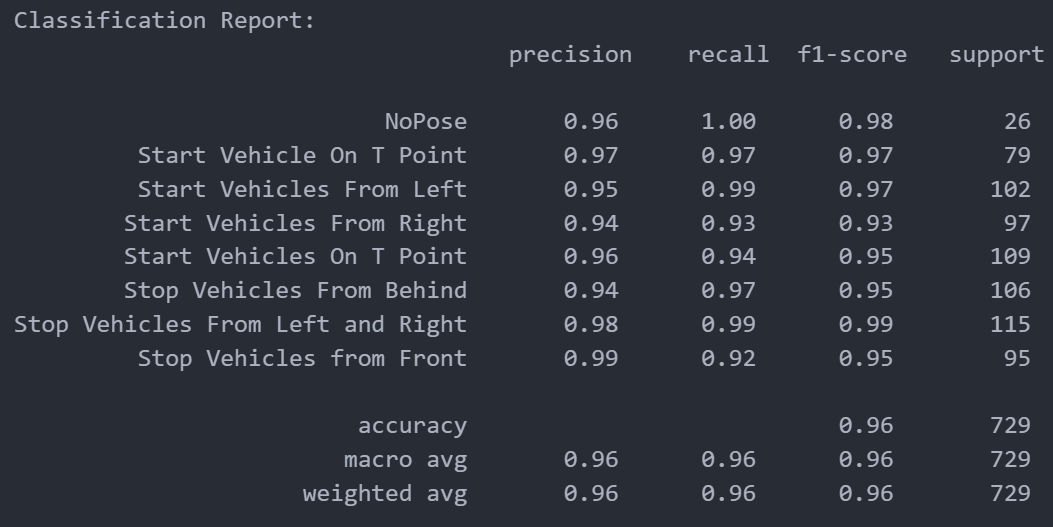 Classification Report:
precision recall f1-score support
NoPose 0.96 1.00 0.98 26
Start Vehicle On T Point 0.97 0.97 0.97 79
Start Vehicles From Left 0.95 0.99 0.97 102
Start Vehicles From Right 0.94 0.93 0.93 97
Start Vehicles On T Point 0.96 0.94 0.95 109
Stop Vehicles From Behind 0.94 0.97 0.95 106
Stop Vehicles From Left and Right 0.98 0.99 0.99 115
Stop Vehicles from Front 0.99 0.92 0.95 95
accuracy 0.96 729
macro avg 0.96 0.96 0.96 729
weighted avg 0.96 0.96 0.96 729